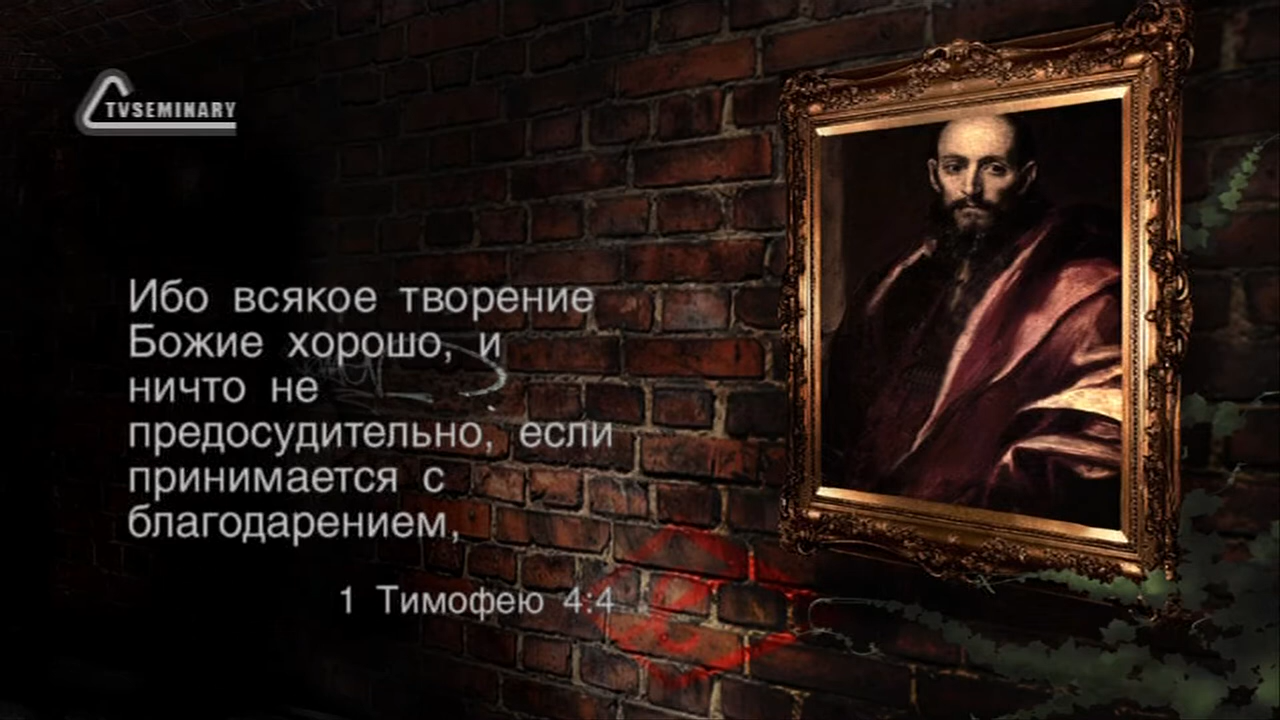 TVSEMINARY
Ибо всякое творение
Божие хорошо, и
ничто не
предосудительно, если
принимается с
благодарением,
1 Тимофею 4:4